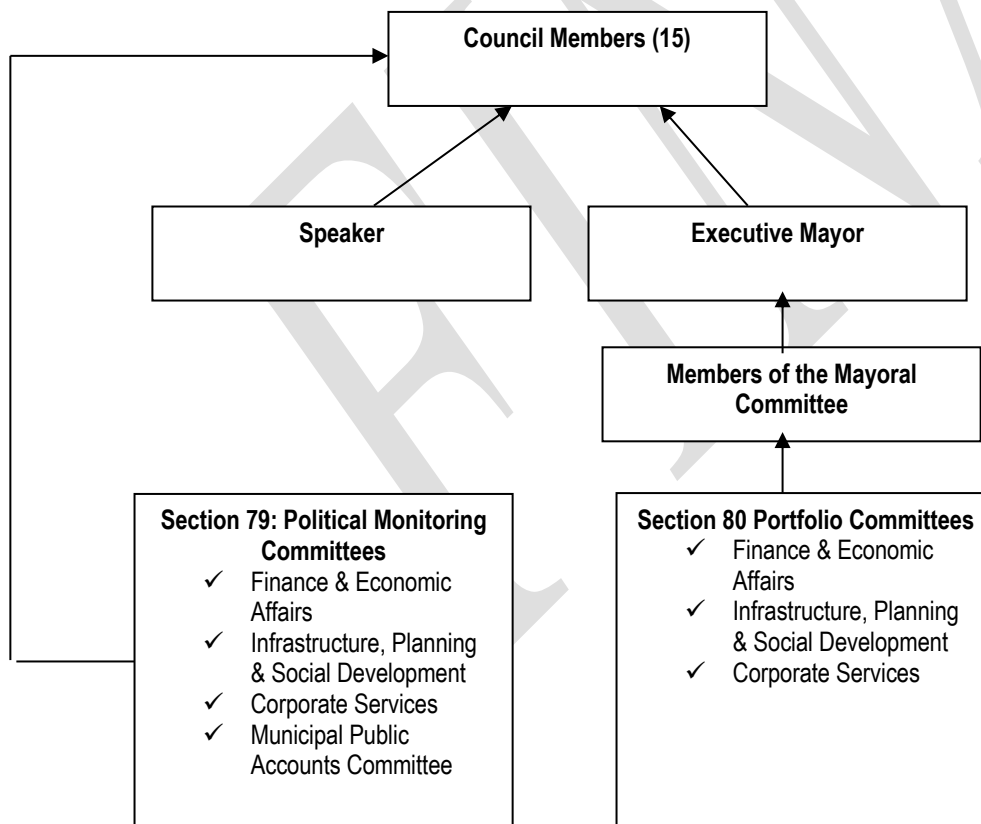 Council Members (15)
Speaker
Executive Mayor
Members of the Mayoral
Committee
Section 79: Political Monitoring
Committees
✓ Finance & Economic
Affairs
✓ Infrastructure, Planning
& Social Development
✓ Corporate Services
✓ Municipal Public
Accounts Committee
Section 80 Portfolio Committees
✓ Finance & Economic
Affairs
✓ Infrastructure, Planning
& Social Development
✓ Corporate Services